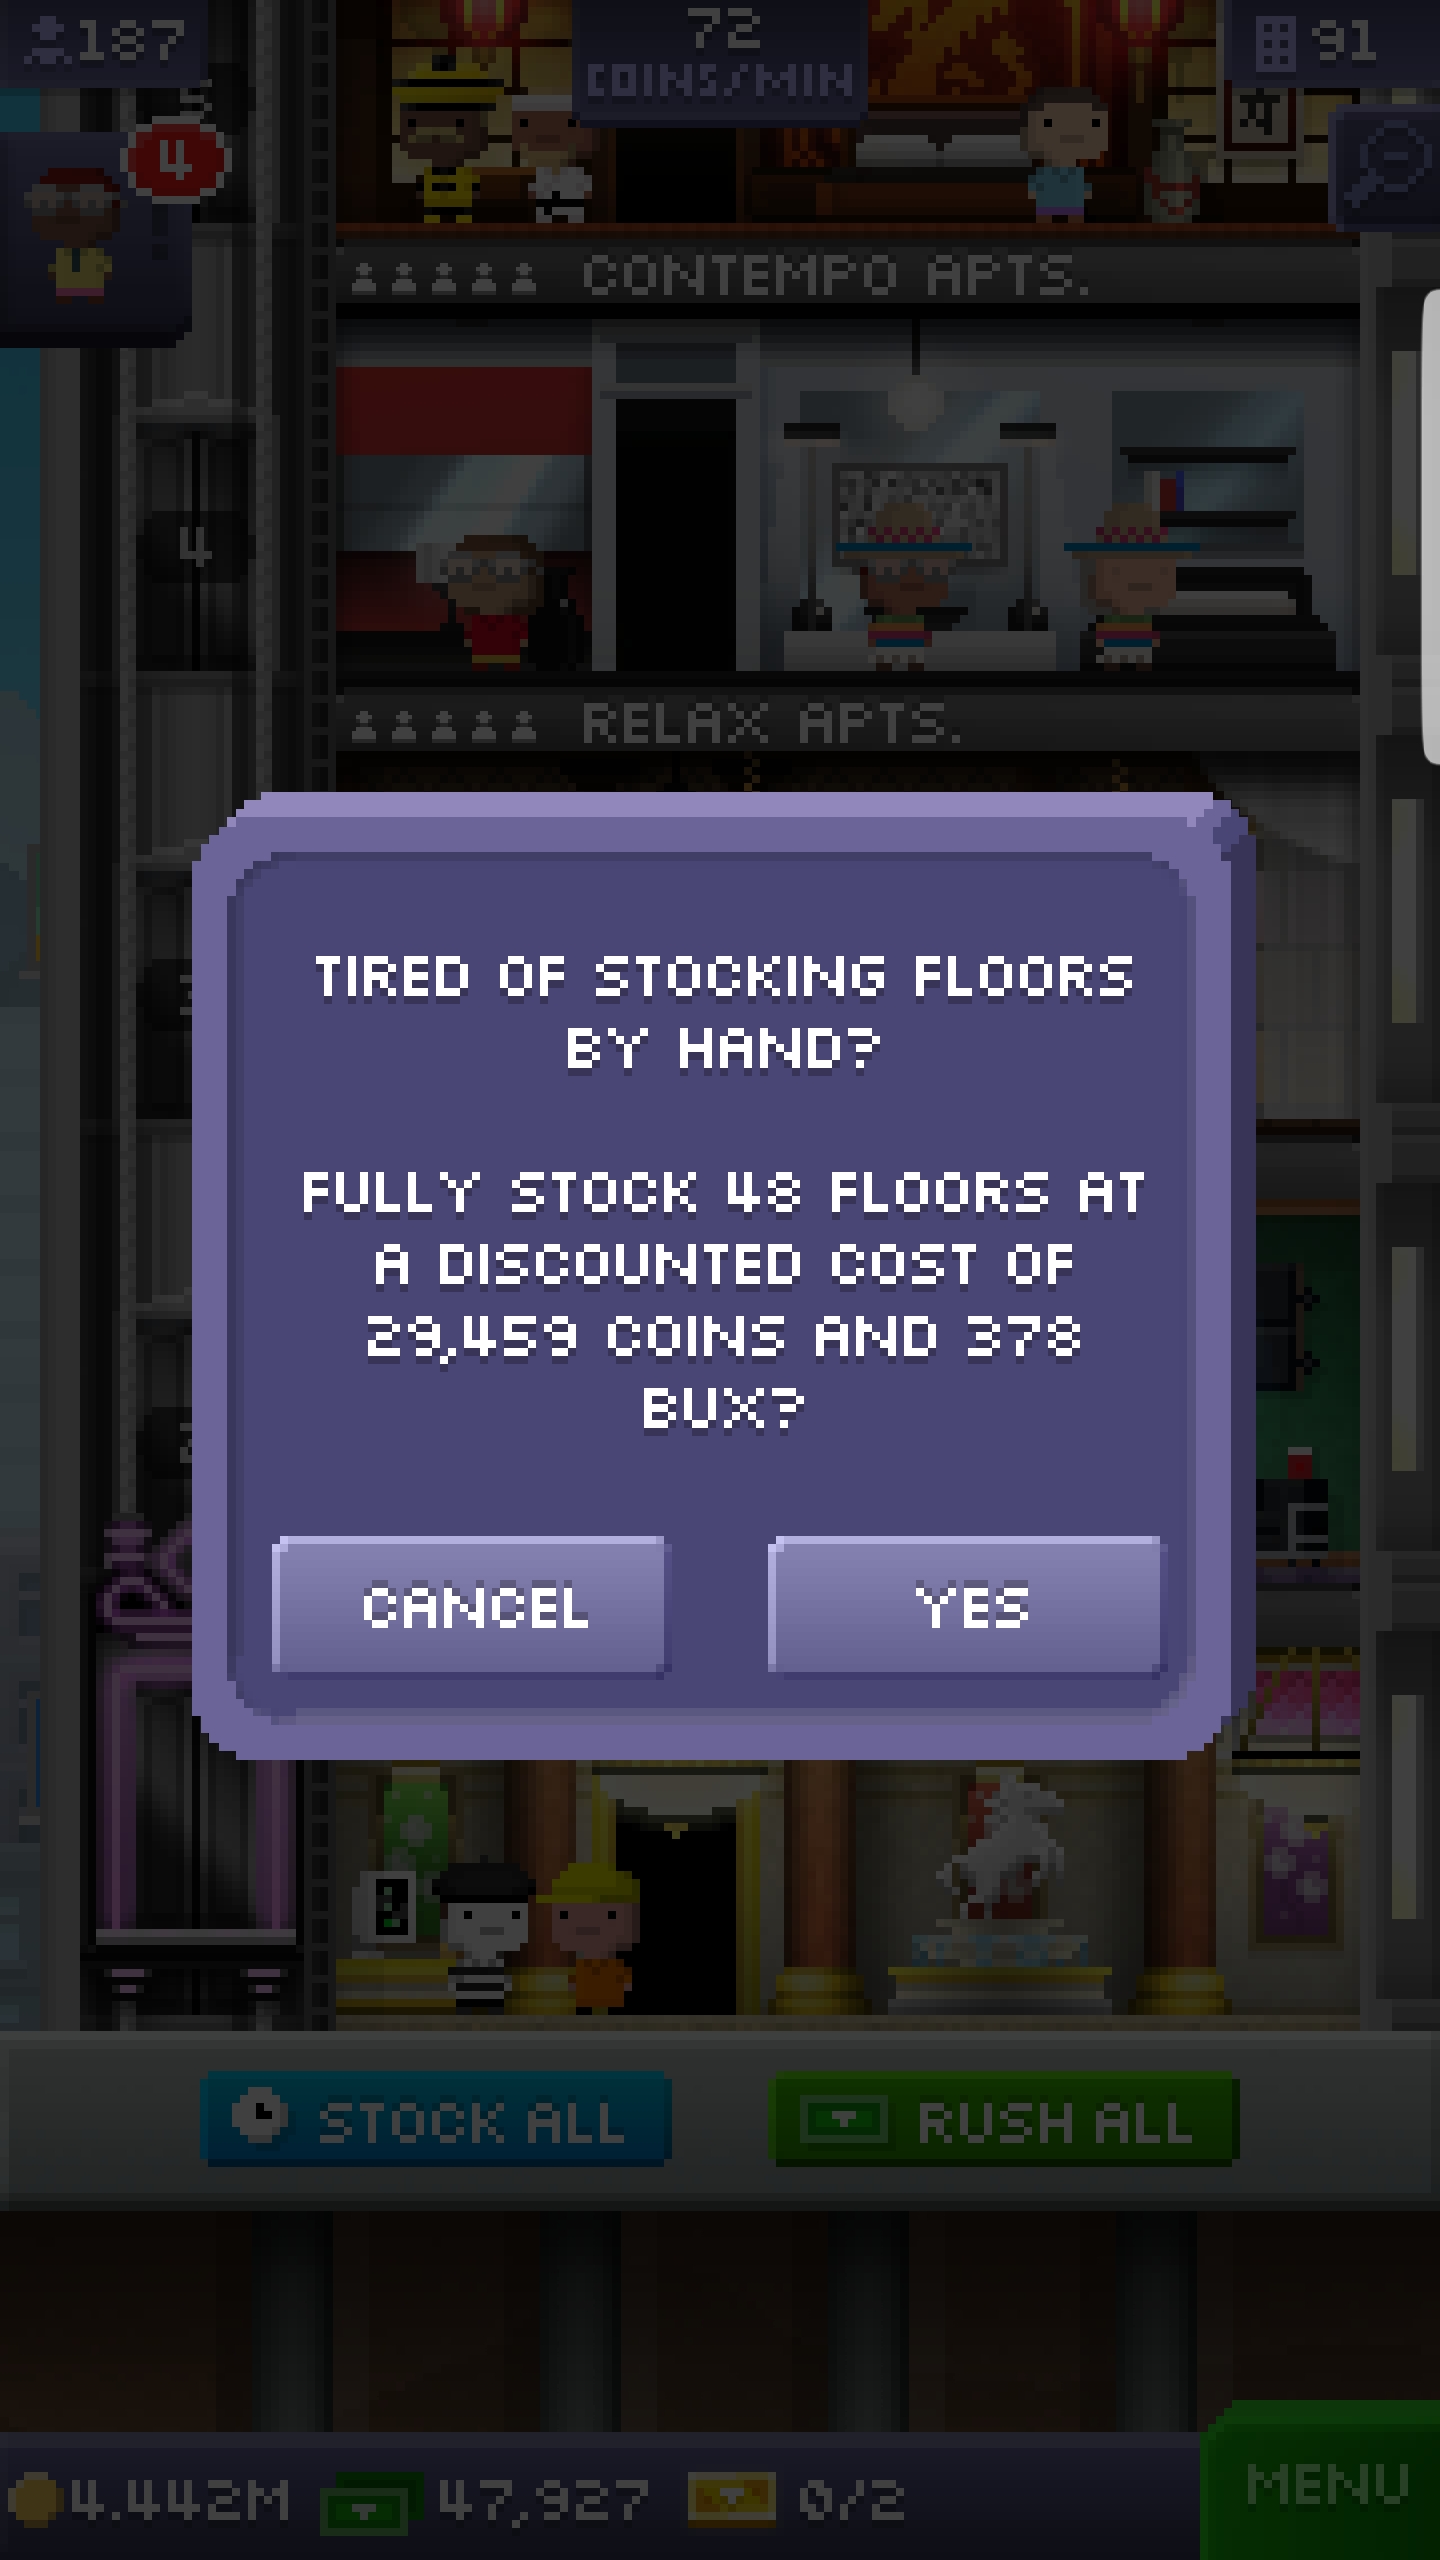 187
72
COINS/MIN
91
4
CONTEMPO APTS.
4
RELAX APTS.
TIRED OF STOCKING FLOORS
BY HAND?
FULLY STOCK 48 FLOORS AT
A DISCOUNTED COST OF
29,459 COINS AND 378
BUX?
CANCEL
YES
STOCK ALL
RUSH ALL
4.442M
47,927
0/2
MENU